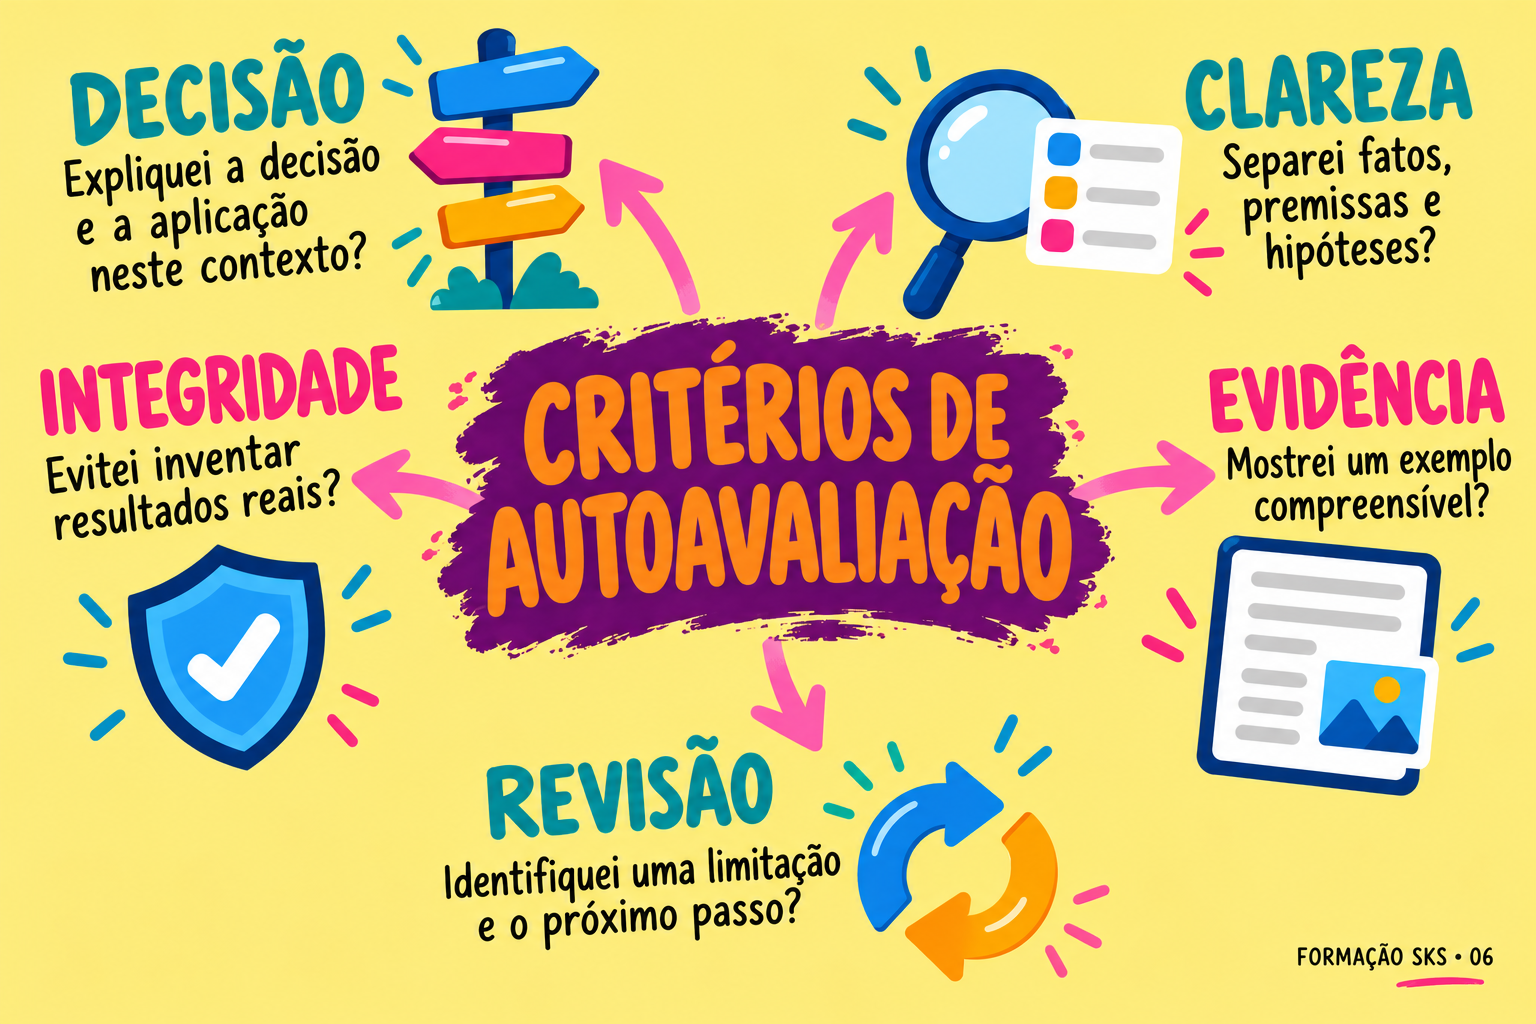 DECISÃO
Expliquei a decisão
e a aplicação
neste contexto?
CLAREZA
Separei fatos,
premissas e
hipóteses?
CRITÉRIOS DE
AUTOAVALIAÇÃO
INTEGRIDADE
Evitei inventar
resultados reais?
EVIDÊNCIA
Mostrei um exemplo
compreensível?
REVISÃO
Identifiquei uma limitação
e o próximo passo?
FORMAÇÃO SKS • 06